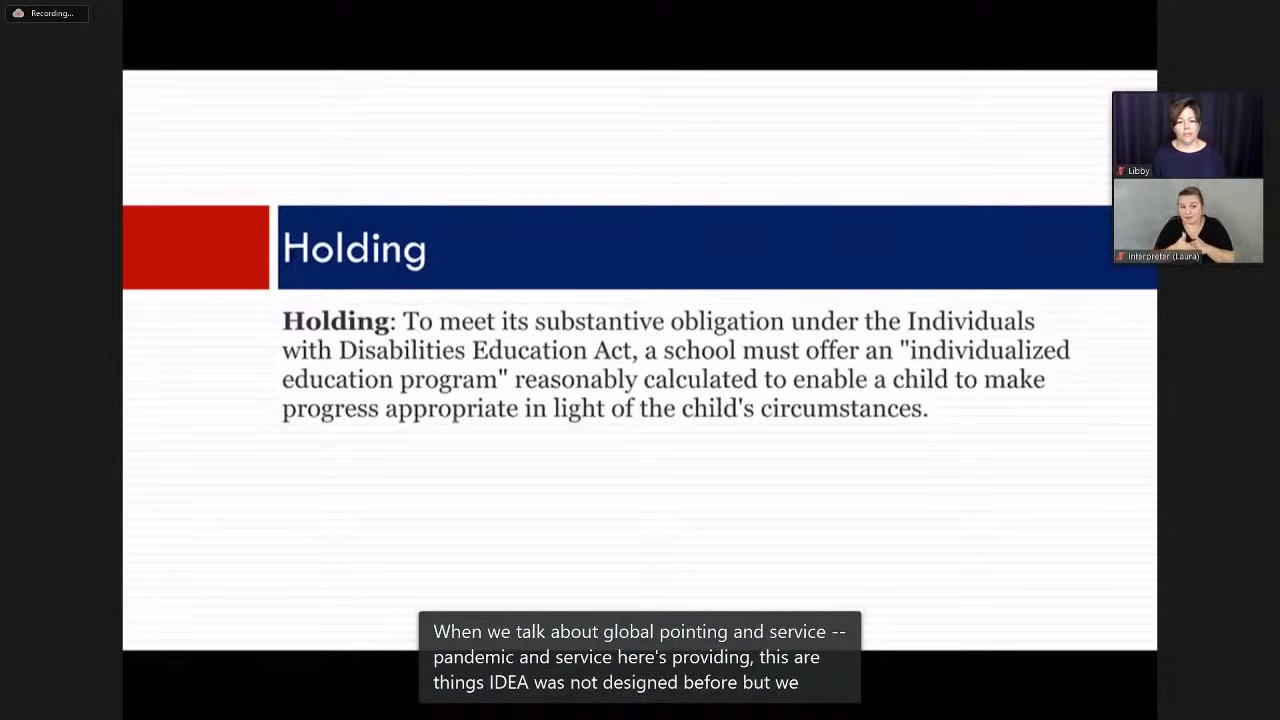 Recording...
Libby
Interpreter (Laura)
Holding
Holding: To meet its substantive obligation under the Individuals
with Disabilities Education Act, a school must offer an "individualized
education program" reasonably calculated to enable a child to make
progress appropriate in light of the child's circumstances.
When we talk about global pointing and service --
pandemic and service here's providing, this are
things IDEA was not designed before but we